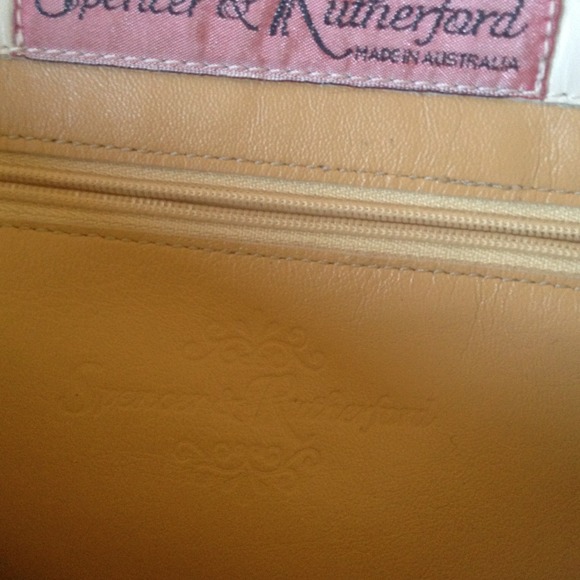 Spencer & Rutherford
MADE IN AUSTRALIA
Spencer & Rutherford